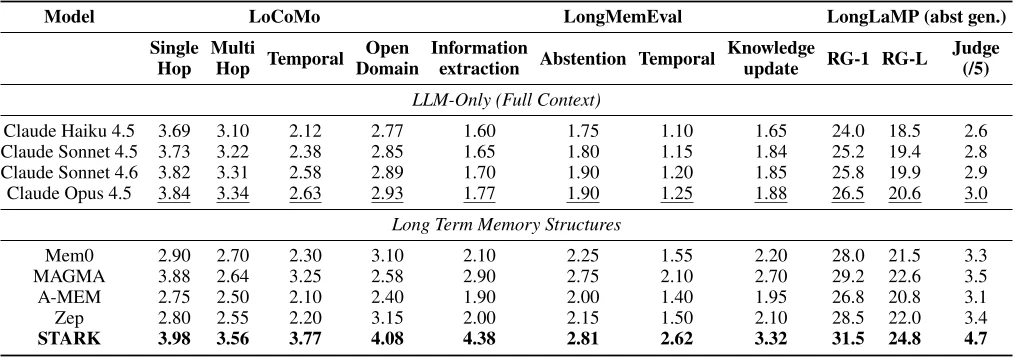 Model LoCoMo LongMemEval LongLaMP (abst gen.)
Single Hop Multi Hop Temporal Open Domain Information extraction Abstention Temporal Knowledge update RG-1 RG-L Judge (/5)
LLM-Only (Full Context)
Claude Haiku 4.5 3.69 3.10 2.12 2.77 1.60 1.75 1.10 1.65 24.0 18.5 2.6
Claude Sonnet 4.5 3.73 3.22 2.38 2.85 1.65 1.80 1.15 1.84 25.2 19.4 2.8
Claude Sonnet 4.6 3.82 3.31 2.58 2.89 1.70 1.90 1.20 1.85 25.8 19.9 2.9
Claude Opus 4.5 3.84 3.34 2.63 2.93 1.77 1.90 1.25 1.88 26.5 20.6 3.0
Long Term Memory Structures
Mem0 2.90 2.70 2.30 3.10 2.10 2.25 1.55 2.20 28.0 21.5 3.3
MAGMA 3.88 2.64 3.25 2.58 2.90 2.75 2.10 2.70 29.2 22.6 3.5
A-MEM 2.75 2.50 2.10 2.40 1.90 2.00 1.40 1.95 26.8 20.8 3.1
Zep 2.80 2.55 2.20 3.15 2.00 2.15 1.50 2.10 28.5 22.0 3.4
STARK 3.98 3.56 3.77 4.08 4.38 2.81 2.62 3.32 31.5 24.8 4.7